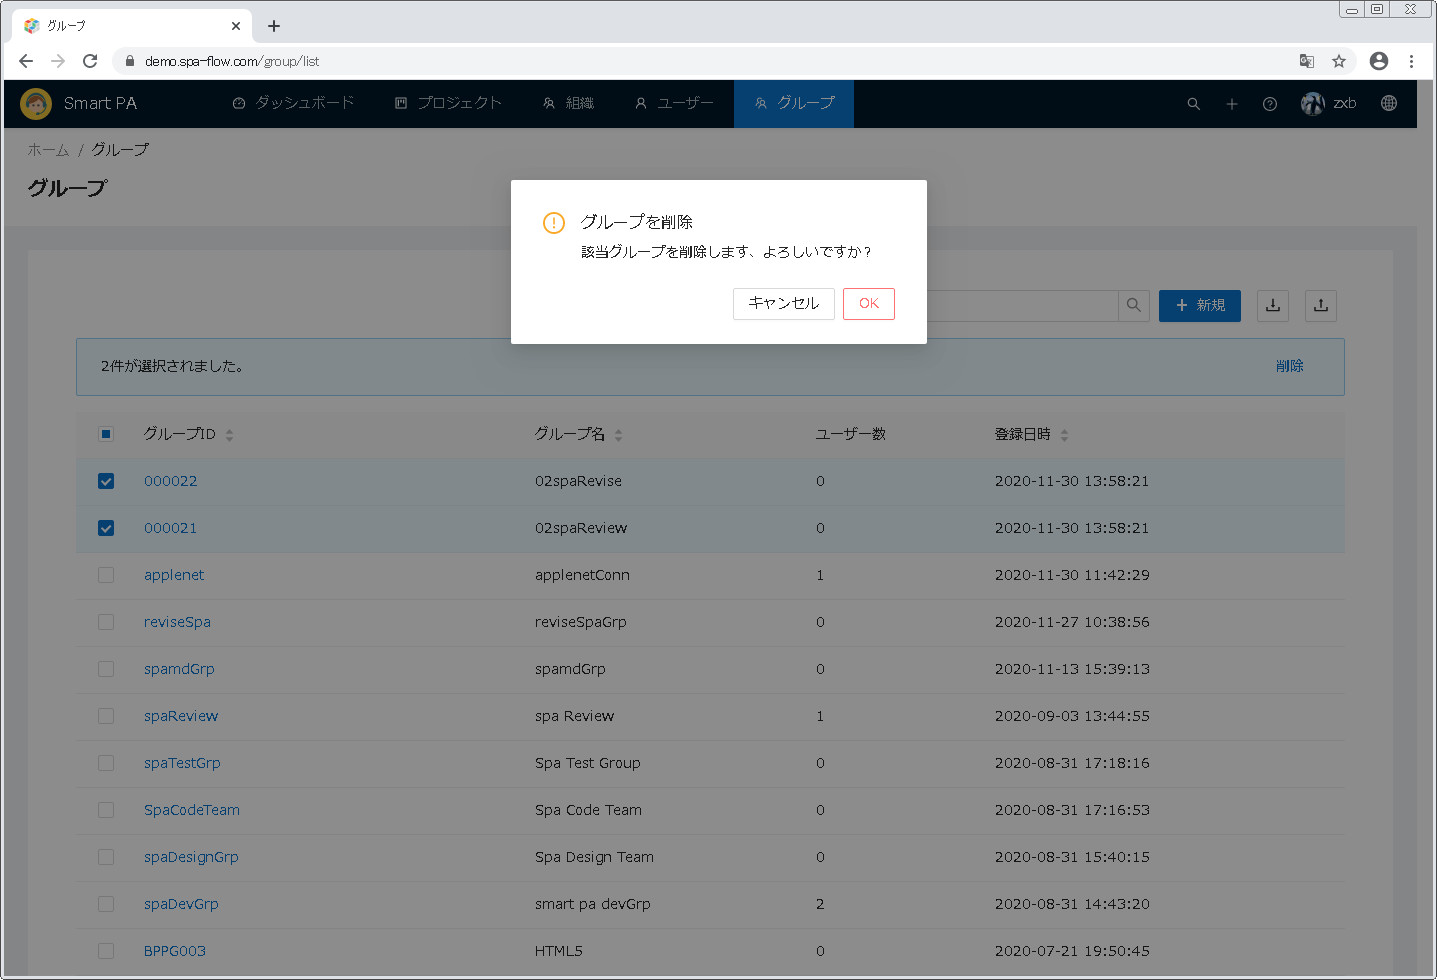 グループ
demo.spa-flow.com/group/list
Smart PA ダッシュボード プロジェクト 組織 ユーザー グループ zxb
ホーム / グループ
グループ
グループを削除
該当グループを削除します、よろしいですか？
キャンセル OK
新規
2件が選択されました。 削除
グループID グループ名 ユーザー数 登録日時
000022 02spaRevise 0 2020-11-30 13:58:21
000021 02spaReview 0 2020-11-30 13:58:21
applenet applenetConn 1 2020-11-30 11:42:29
reviseSpa reviseSpaGrp 0 2020-11-27 10:38:56
spamdGrp spamdGrp 0 2020-11-13 15:39:13
spaReview spa Review 1 2020-09-03 13:44:55
spaTestGrp Spa Test Group 0 2020-08-31 17:18:16
SpaCodeTeam Spa Code Team 0 2020-08-31 17:16:53
spaDesignGrp Spa Design Team 0 2020-08-31 15:40:15
spaDevGrp smart pa devGrp 2 2020-08-31 14:43:20
BPPG003 HTML5 0 2020-07-21 19:50:45